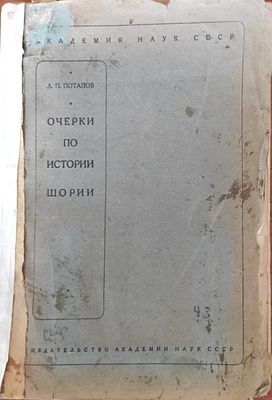 АКАДЕМИЯ НАУК СССР
Л. П. ПОТАПОВ
ОЧЕРКИ
ПО
ИСТОРИИ
ШОРИИ
ИЗДАТЕЛЬСТВО АКАДЕМИИ НАУК СССР